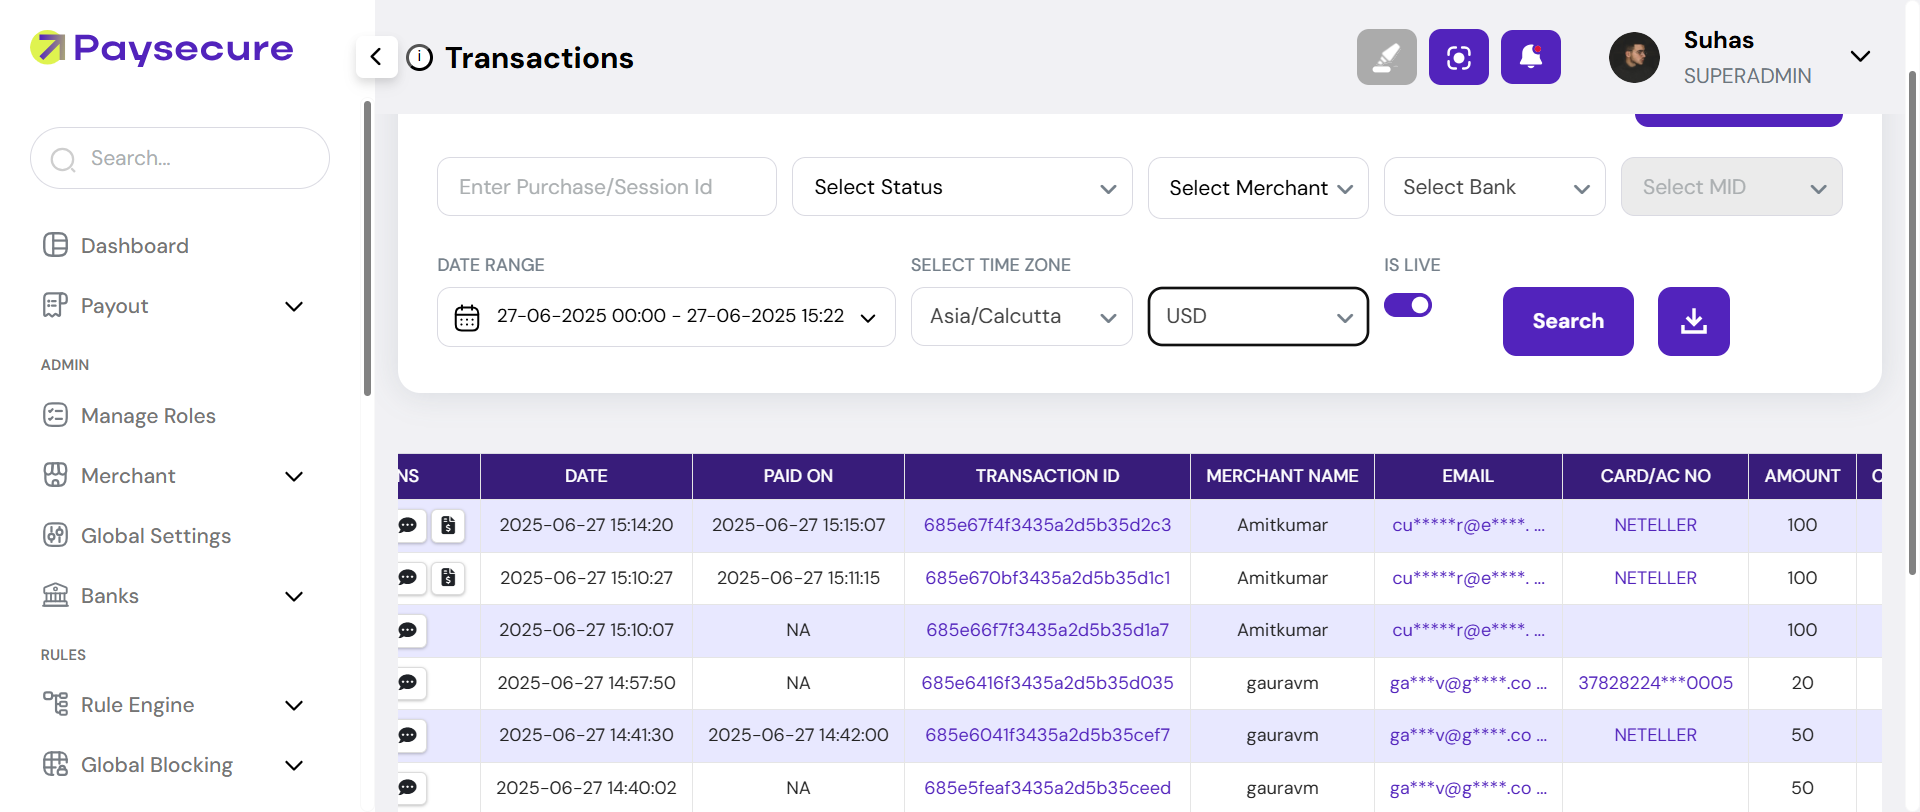 Paysecure
Search...
Dashboard
Payout
ADMIN
Manage Roles
Merchant
Global Settings
Banks
RULES
Rule Engine
Global Blocking
Transactions
Suhas
SUPERADMIN
Enter Purchase/Session Id
Select Status
Select Merchant
Select Bank
Select MID
DATE RANGE
SELECT TIME ZONE
IS LIVE
27-06-2025 00:00 - 27-06-2025 15:22
Asia/Calcutta
USD
Search
NS DATE PAID ON TRANSACTION ID MERCHANT NAME EMAIL CARD/AC NO AMOUNT C
2025-06-27 15:14:20 2025-06-27 15:15:07 685e67f4f3435a2d5b35d2c3 Amitkumar cu*****r@e****. ... NETELLER 100
2025-06-27 15:10:27 2025-06-27 15:11:15 685e670bf3435a2d5b35d1c1 Amitkumar cu*****r@e****. ... NETELLER 100
2025-06-27 15:10:07 NA 685e66f7f3435a2d5b35d1a7 Amitkumar cu*****r@e****. ... 100
2025-06-27 14:57:50 NA 685e6416f3435a2d5b35d035 gauravm ga***v@g****.co ... 37828224***0005 20
2025-06-27 14:41:30 2025-06-27 14:42:00 685e6041f3435a2d5b35cef7 gauravm ga***v@g****.co ... NETELLER 50
2025-06-27 14:40:02 NA 685e5feaf3435a2d5b35ceed gauravm ga***v@g****.co ... 50